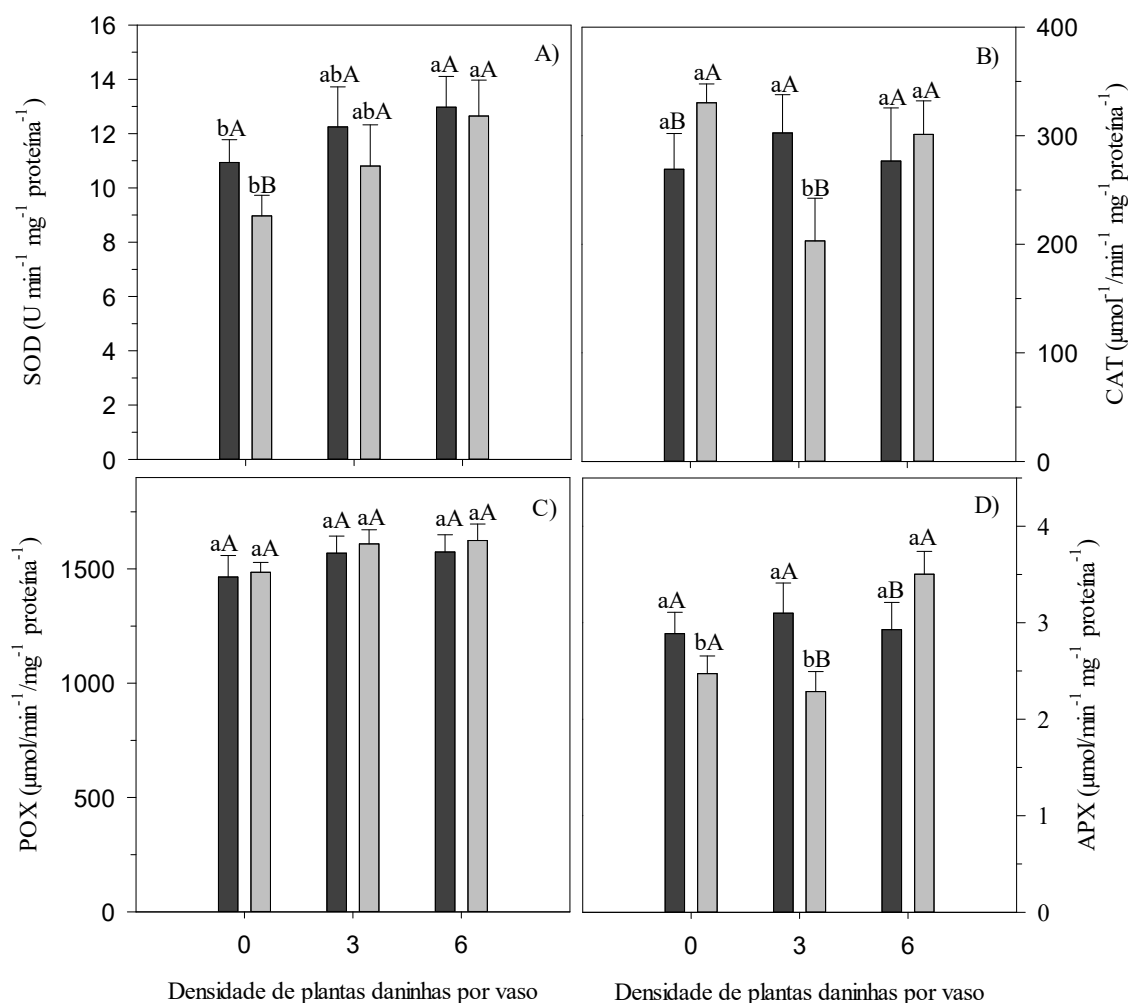 A)
SOD (U min⁻¹ mg⁻¹ proteína⁻¹)
16
14
12
10
8
6
4
2
0
bA
bB
abA
abA
aA
aA
B)
aB
aA
aA
bB
aA
aA
400
300
200
100
0
CAT (µmol⁻¹/min⁻¹ mg⁻¹proteína⁻¹)
C)
POX (µmol/min⁻¹/mg⁻¹ proteína⁻¹)
1500
1000
500
0
aA
aA
aA
aA
aA
aA
0 3 6
Densidade de plantas daninhas por vaso
D)
aA
bA
aA
bB
aB
aA
4
3
2
1
0
APX (µmol/min⁻¹ mg⁻¹ proteína⁻¹)
0 3 6
Densidade de plantas daninhas por vaso